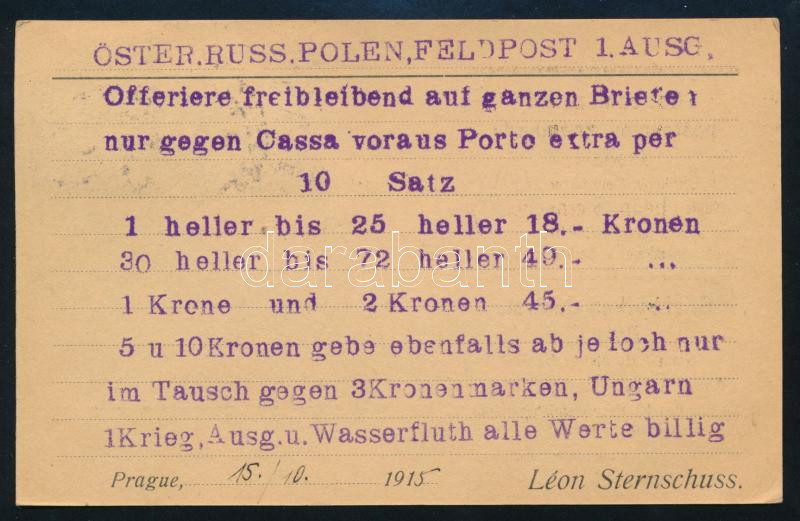 ÖSTER.RUSS.POLEN,FELDPOST 1.AUSG,
Offeriere freibleibend auf ganzen Briefen
nur gegen Cassa voraus Porto extra per
10 Satz
1 heller bis 25 heller 18.- Kronen
30 heller bis 72 heller 49.- ...
1 Krone und 2 Kronen 45.- ..
5 u 10 Kronen gebe ebenfalls ab jedoch nur
im Tausch gegen 3Kronenmarken, Ungarn
1Krieg,Ausg.u.Wasserfluth alle Werte billig
Prague, 15./10. 1915 Léon Sternschuss.
darabanth